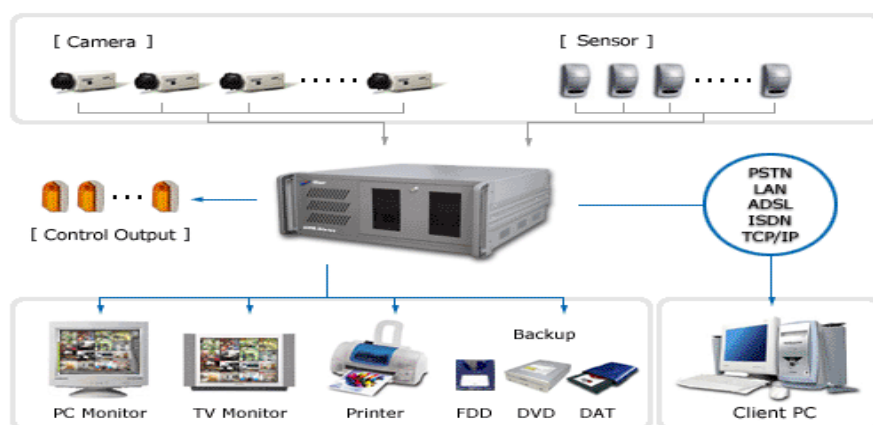 [ Camera ]
[ Sensor ]
PSTN
LAN
ADSL
ISDN
TCP/IP
[ Control Output ]
Backup
PC Monitor
TV Monitor
Printer
FDD
DVD
DAT
Client PC